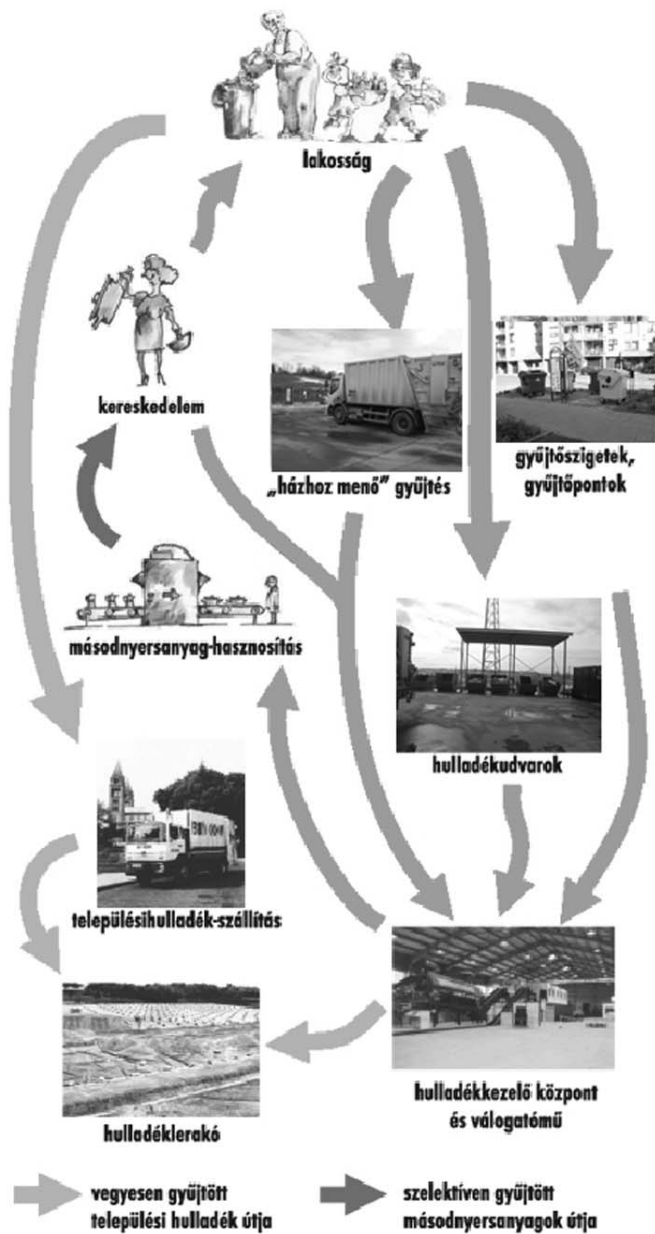 lakosság
kereskedelem
„házhoz menő” gyűjtés
gyűjtőszigetek,
gyűjtőpontok
másodnyersanyag-hasznosítás
hulladékudvarok
településihulladék-szállítás
hulladékkezelő központ
és válogatómű
hulladéklerakó
vegyesen gyűjtött
települési hulladék útja
szelektíven gyűjtött
másodnyersanyagok útja